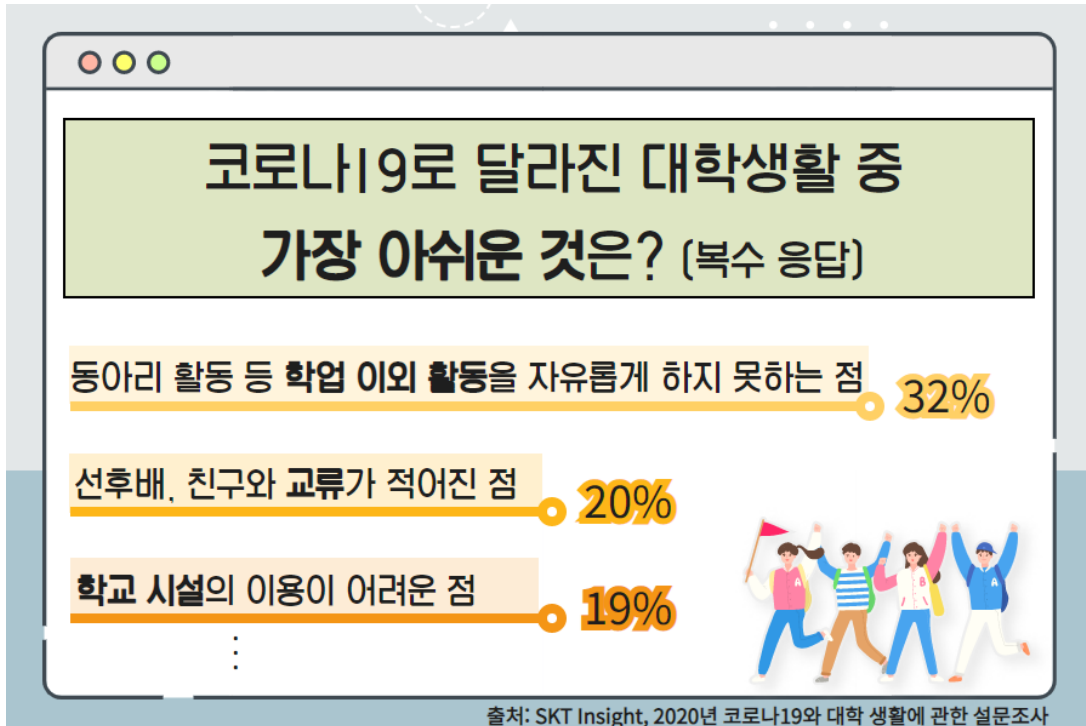 코로나19로 달라진 대학생활 중
가장 아쉬운 것은? (복수 응답)
동아리 활동 등 학업 이외 활동을 자유롭게 하지 못하는 점
32%
선후배, 친구와 교류가 적어진 점
20%
학교 시설의 이용이 어려운 점
19%
⋮
A
B
A
출처: SKT Insight, 2020년 코로나19와 대학 생활에 관한 설문조사